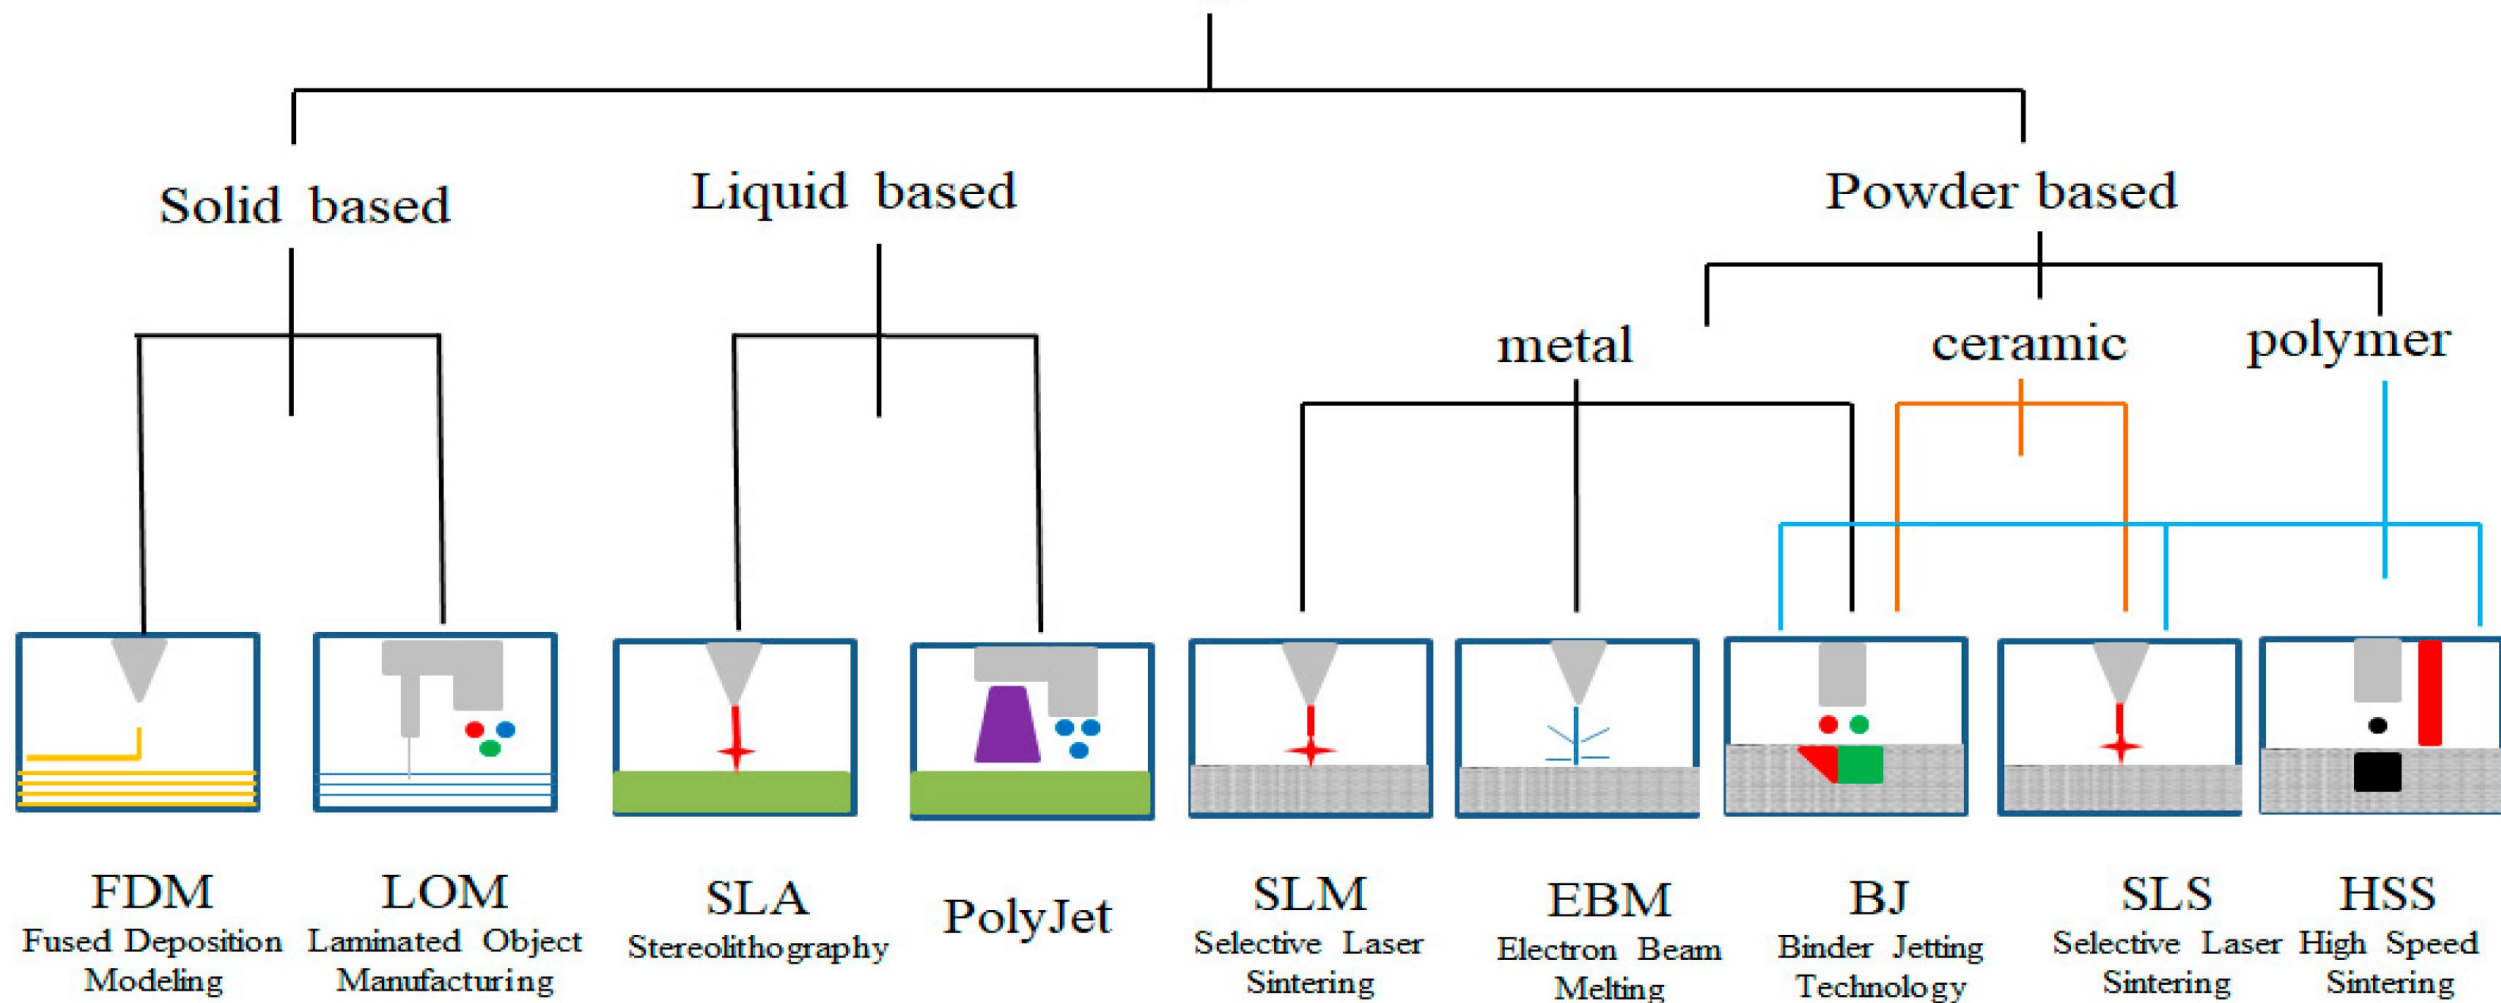 Solid based
Liquid based
Powder based
metal
ceramic
polymer
FDM
Fused Deposition
Modeling
LOM
Laminated Object
Manufacturing
SLA
Stereolithography
PolyJet
SLM
Selective Laser
Sintering
EBM
Electron Beam
Melting
BJ
Binder Jetting
Technology
SLS
Selective Laser
Sintering
HSS
High Speed
Sintering